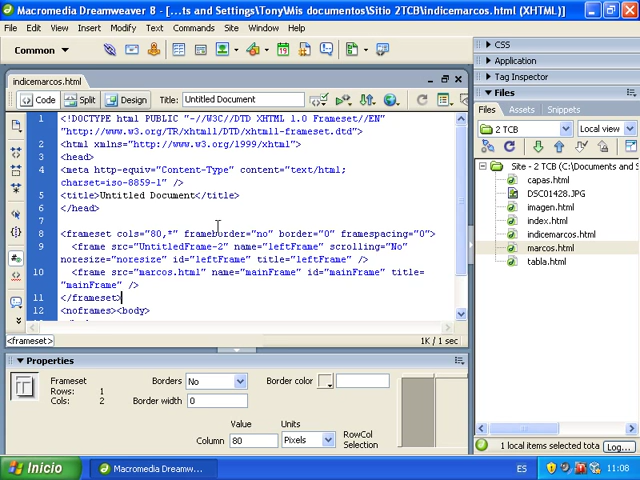 Macromedia Dreamweaver 8 - [...ts and Settings\Tony\Mis documentos\Sitio 2TCB\indicemarcos.html (XHTML)]
File Edit View Insert Modify Text Commands Site Window Help
Common
CSS
Application
Tag Inspector
Files
Files Assets Snippets
2 TCB Local view
Site - 2 TCB (C:\Documents and S
capas.html
DSC01428.JPG
imagen.html
index.html
indicemarcos.html
marcos.html
tabla.html
indicemarcos.html
Code Split Design Title: Untitled Document
1 <!DOCTYPE html PUBLIC "-//W3C//DTD XHTML 1.0 Frameset//EN"
"http://www.w3.org/TR/xhtml1/DTD/xhtml1-frameset.dtd">
2 <html xmlns="http://www.w3.org/1999/xhtml">
3 <head>
4 <meta http-equiv="Content-Type" content="text/html;
charset=iso-8859-1" />
5 <title>Untitled Document</title>
6 </head>
7
8 <frameset cols="80,*" frameborder="no" border="0" framespacing="0">
9 <frame src="UntitledFrame-2" name="leftFrame" scrolling="No"
noresize="noresize" id="leftFrame" title="leftFrame" />
10 <frame src="marcos.html" name="mainFrame" id="mainFrame" title=
"mainFrame" />
11 </frameset>
12 <noframes><body>
<frameset> 1K / 1 sec
Properties
Frameset Borders No Border color
Rows: 1
Cols: 2 Border width 0
Value Units
Column 80 Pixels RowCol
Selection
1 local items selected tota Log...
Inicio Macromedia Dreamw... ES 11:08